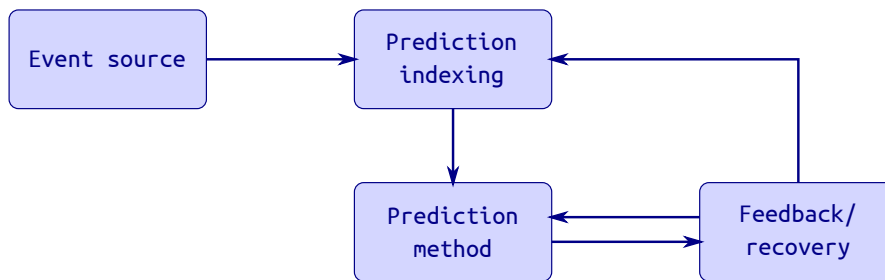 Event source
Prediction
indexing
Prediction
method
Feedback/
recovery